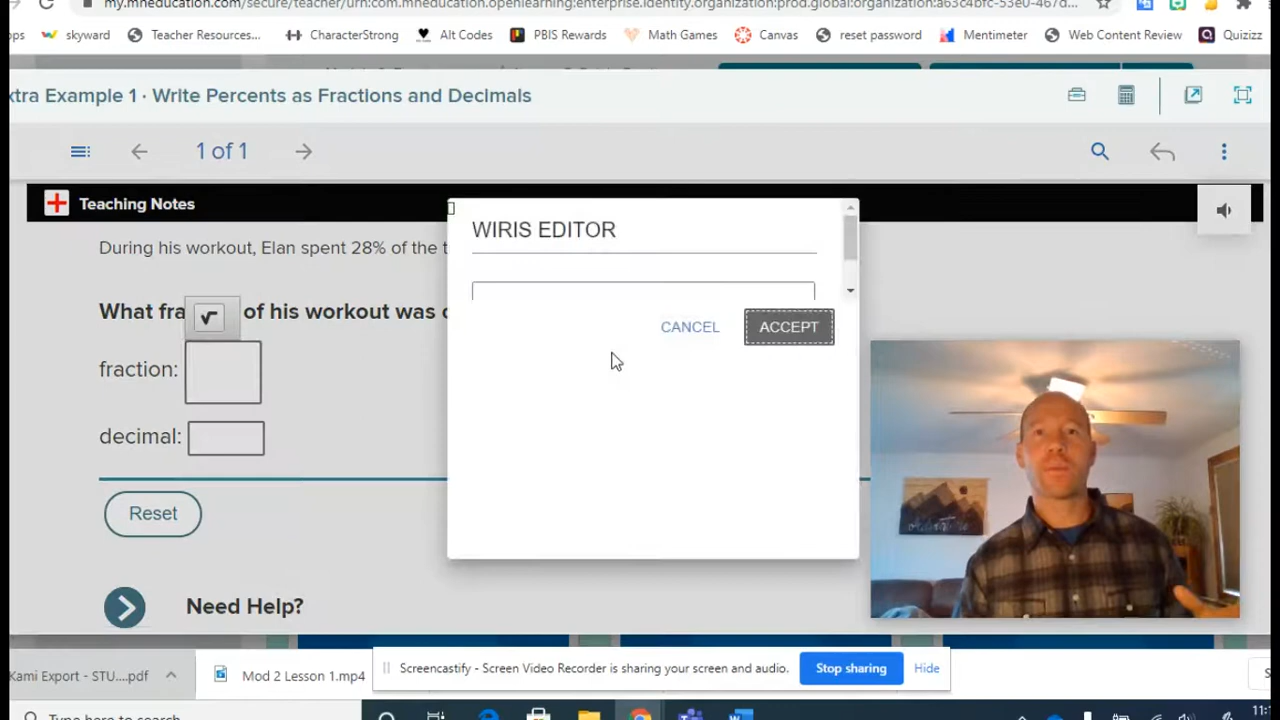 my.mheducation.com/secure/teacher/urn:com.mheducation.openlearning:enterprise.identity.organization:prod.global:organization:a63c4bfc-53e0-467d...
skyward Teacher Resources... CharacterStrong Alt Codes PBIS Rewards Math Games Canvas reset password Mentimeter Web Content Review Quizizz
xtra Example 1 · Write Percents as Fractions and Decimals
1 of 1
Teaching Notes
During his workout, Elan spent 28% of the t
What fra of his workout was c
fraction:
decimal:
Reset
Need Help?
WIRIS EDITOR
CANCEL ACCEPT
Kami Export - STU....pdf Mod 2 Lesson 1.mp4 Screencastify - Screen Video Recorder is sharing your screen and audio. Stop sharing Hide
Type here to search